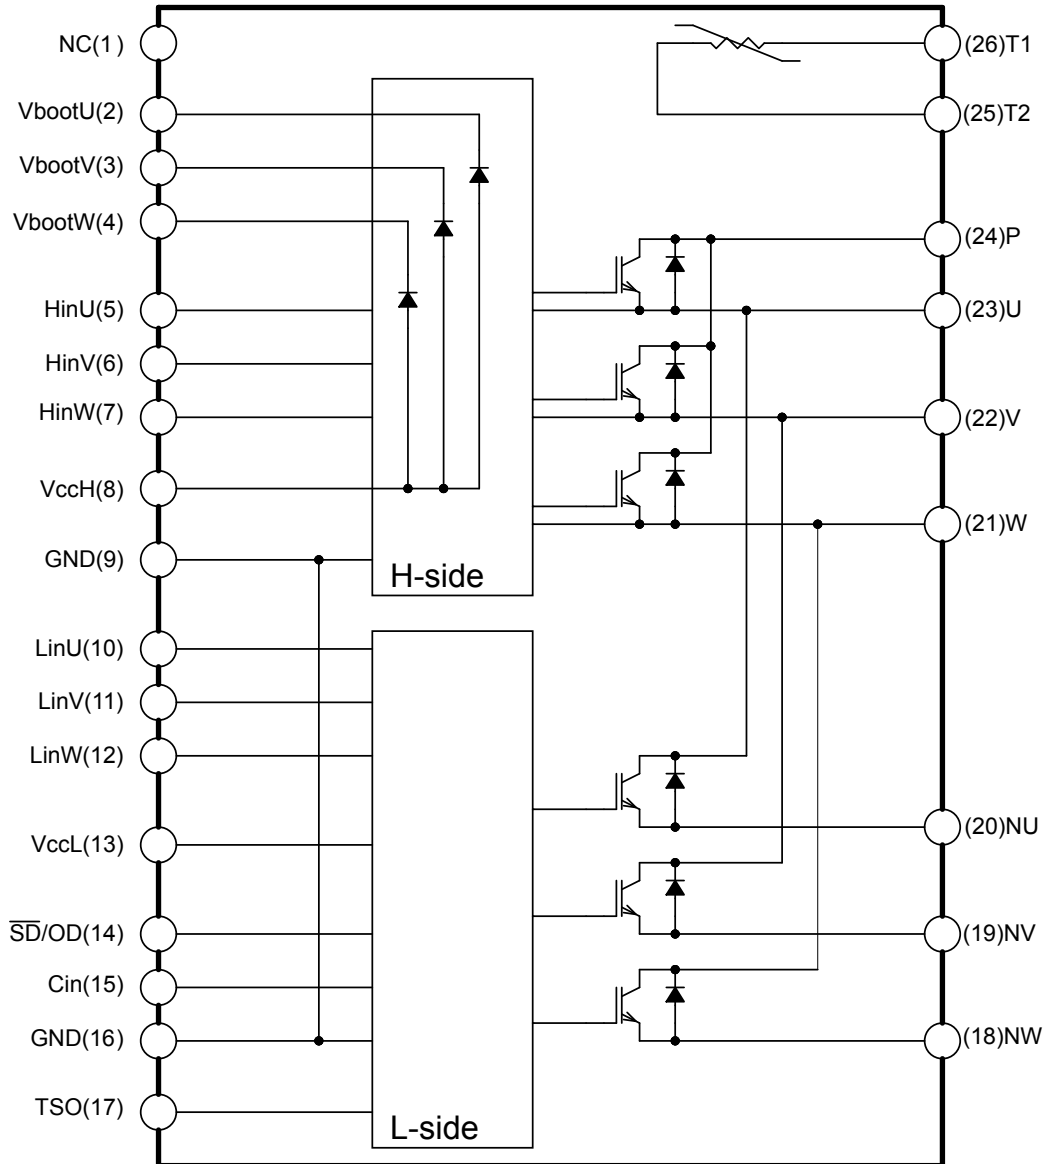 NC(1)
VbootU(2)
VbootV(3)
VbootW(4)
HinU(5)
HinV(6)
HinW(7)
VccH(8)
GND(9)
LinU(10)
LinV(11)
LinW(12)
VccL(13)
S̅D̅/OD(14)
Cin(15)
GND(16)
TSO(17)
H-side
L-side
(26)T1
(25)T2
(24)P
(23)U
(22)V
(21)W
(20)NU
(19)NV
(18)NW